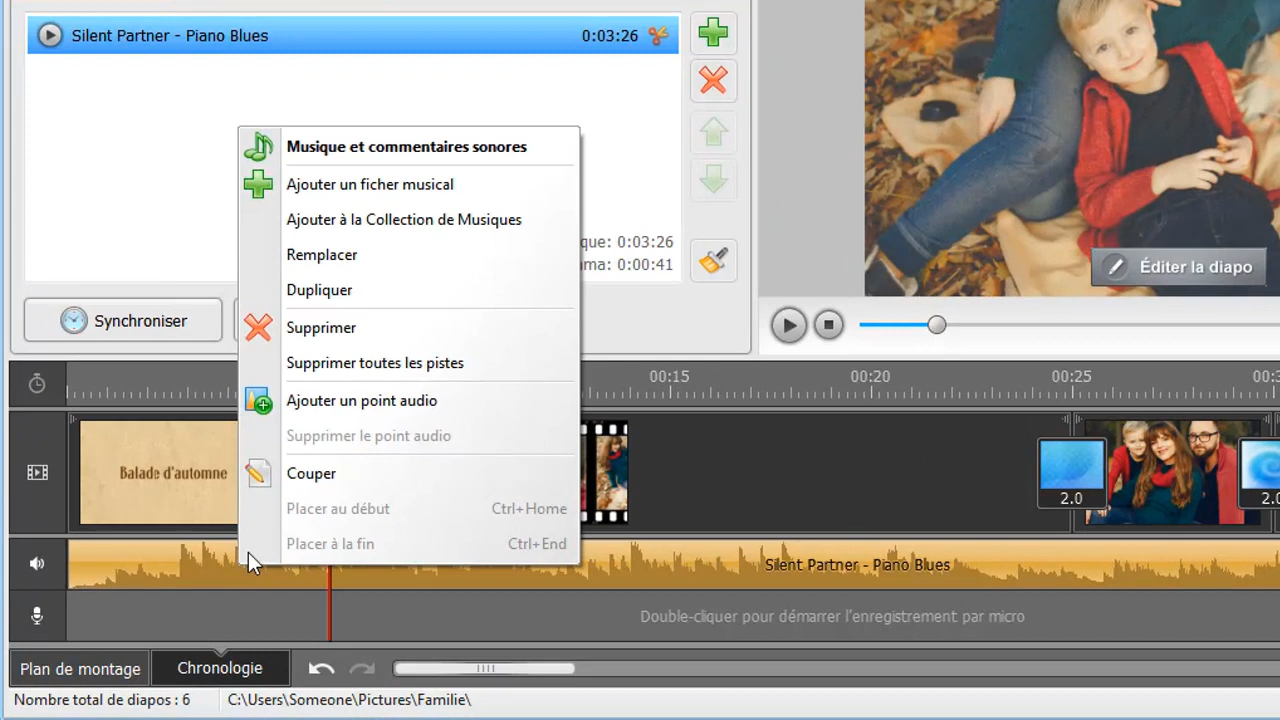 Silent Partner - Piano Blues 0:03:26
Musique et commentaires sonores
Ajouter un ficher musical
Ajouter à la Collection de Musiques
Remplacer
Dupliquer
Supprimer
Supprimer toutes les pistes
Ajouter un point audio
Supprimer le point audio
Couper
Placer au début Ctrl+Home
Placer à la fin Ctrl+End
que: 0:03:26
ma: 0:00:41
Synchroniser
Éditer la diapo
00:15 00:20 00:25
Balade d'automne
2.0
Silent Partner - Piano Blues
Double-cliquer pour démarrer l'enregistrement par micro
Plan de montage Chronologie
Nombre total de diapos : 6 C:\Users\Someone\Pictures\Familie\